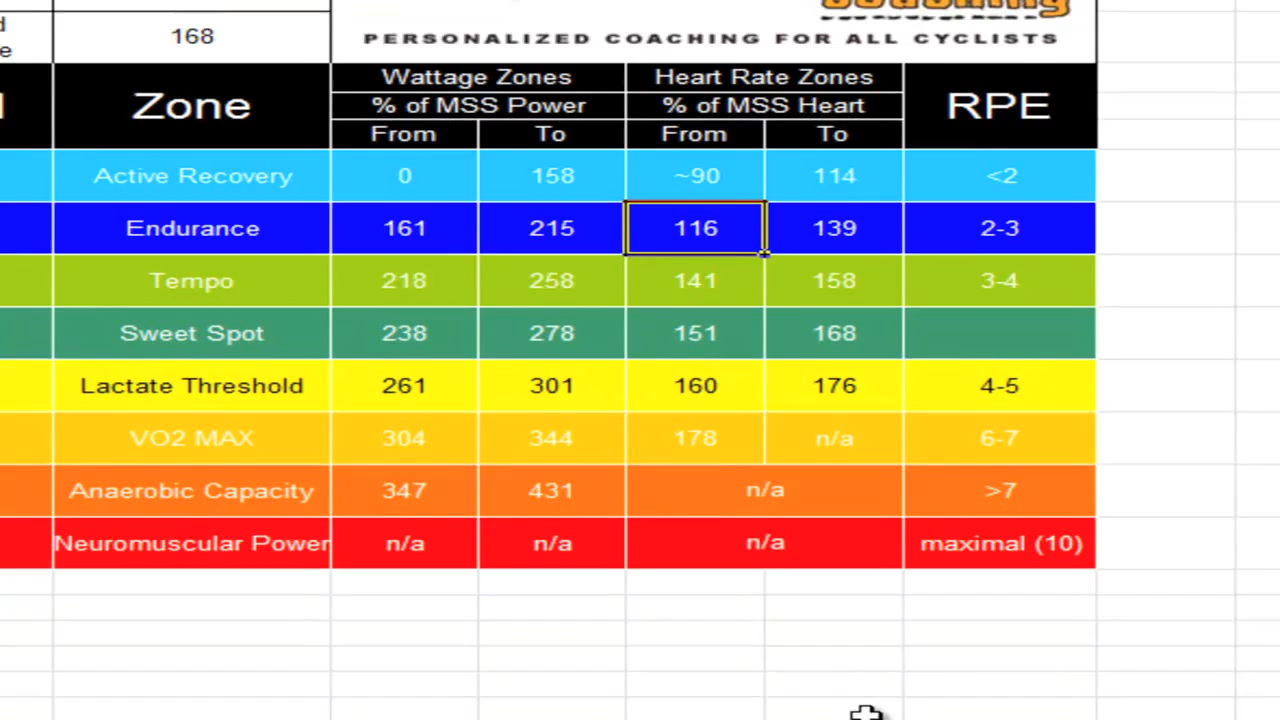 168
PERSONALIZED COACHING FOR ALL CYCLISTS
Zone
Wattage Zones
Heart Rate Zones
RPE
% of MSS Power
% of MSS Heart
From To From To
Active Recovery 0 158 ~90 114 <2
Endurance 161 215 116 139 2-3
Tempo 218 258 141 158 3-4
Sweet Spot 238 278 151 168
Lactate Threshold 261 301 160 176 4-5
VO2 MAX 304 344 178 n/a 6-7
Anaerobic Capacity 347 431 n/a >7
Neuromuscular Power n/a n/a n/a maximal (10)